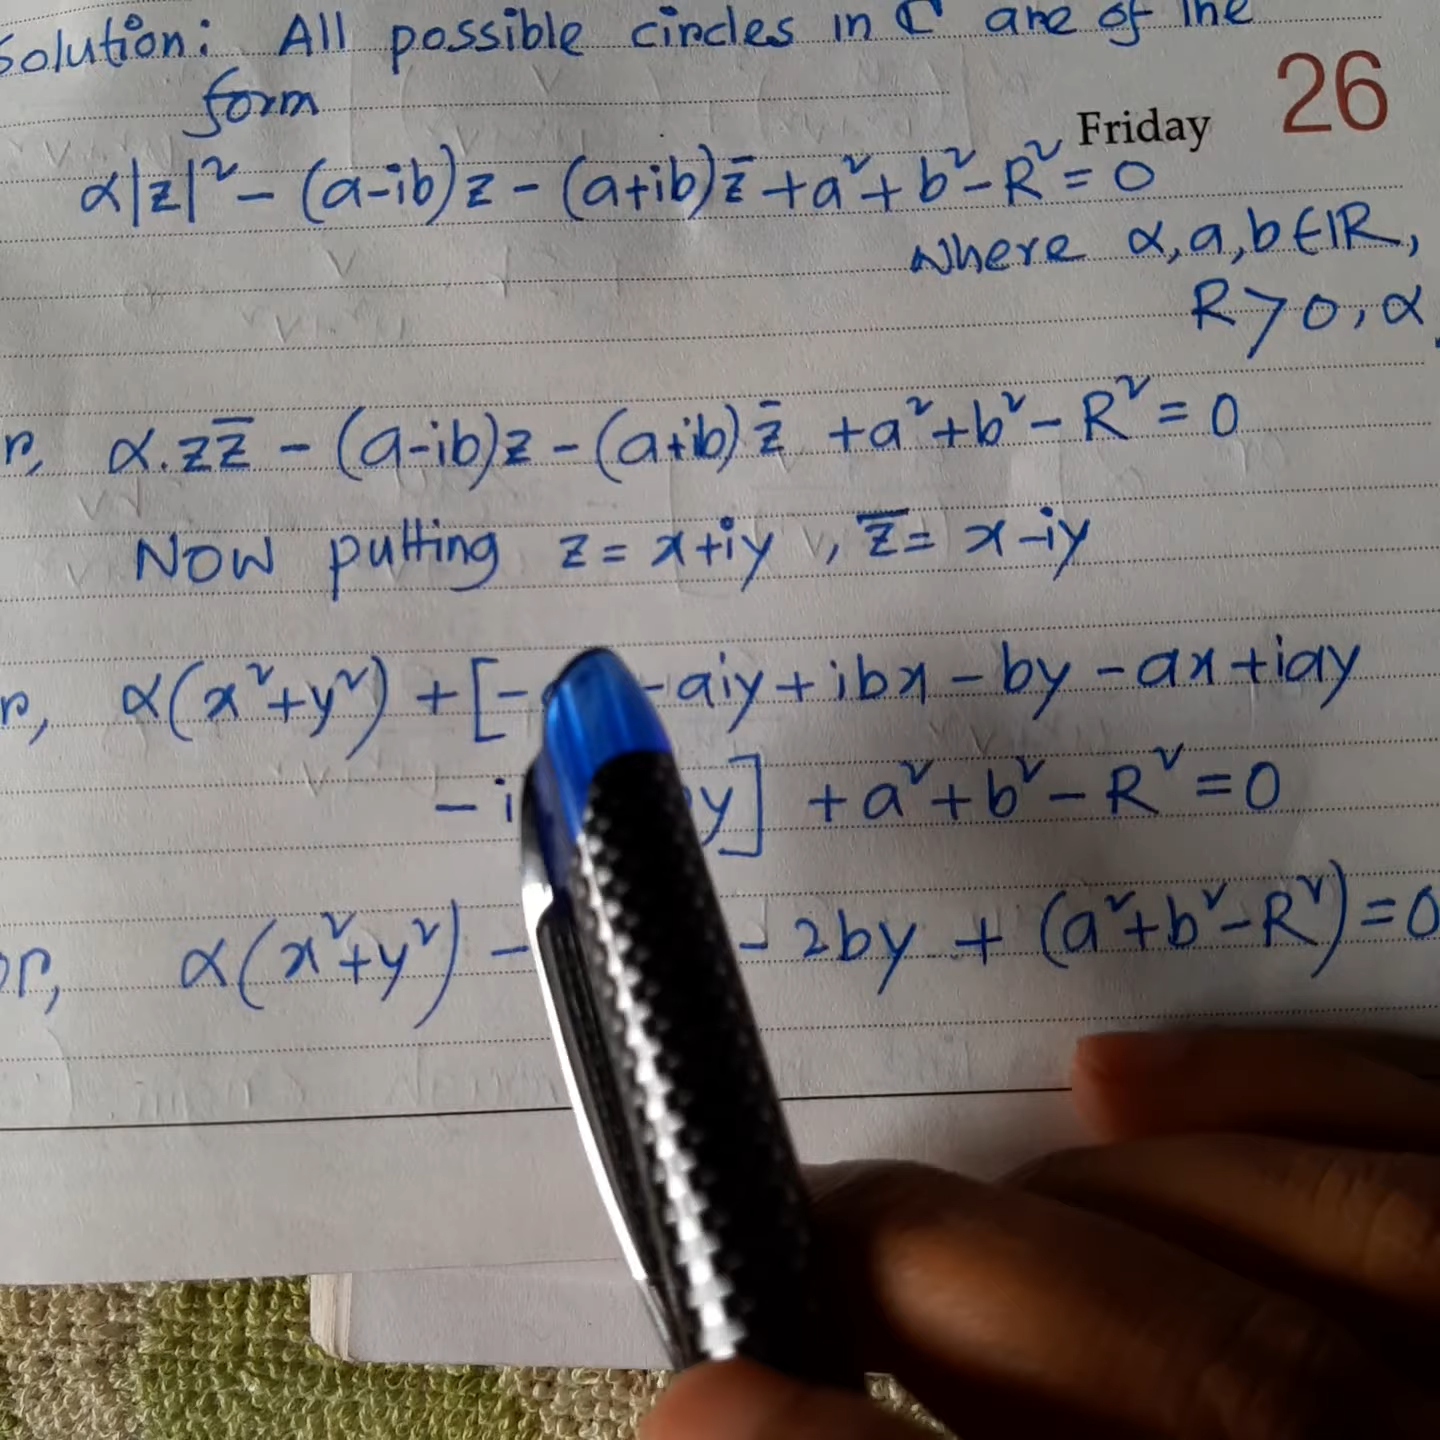 Solution: All possible circles in ℂ are of the
form
Friday 26
α|z|² - (a-ib)z - (a+ib)z̄ + a² + b² - R² = 0
where α, a, b ∈ ℝ,
R > 0, α
r, α.zz̄ - (a-ib)z - (a+ib)z̄ + a² + b² - R² = 0
Now putting z = x+iy, z̄ = x-iy
r, α(x²+y²) + [- - aiy + ibx - by - ax + iay
- i y] + a² + b² - R² = 0
or, α(x²+y²) - - 2by + (a²+b²-R²) = 0